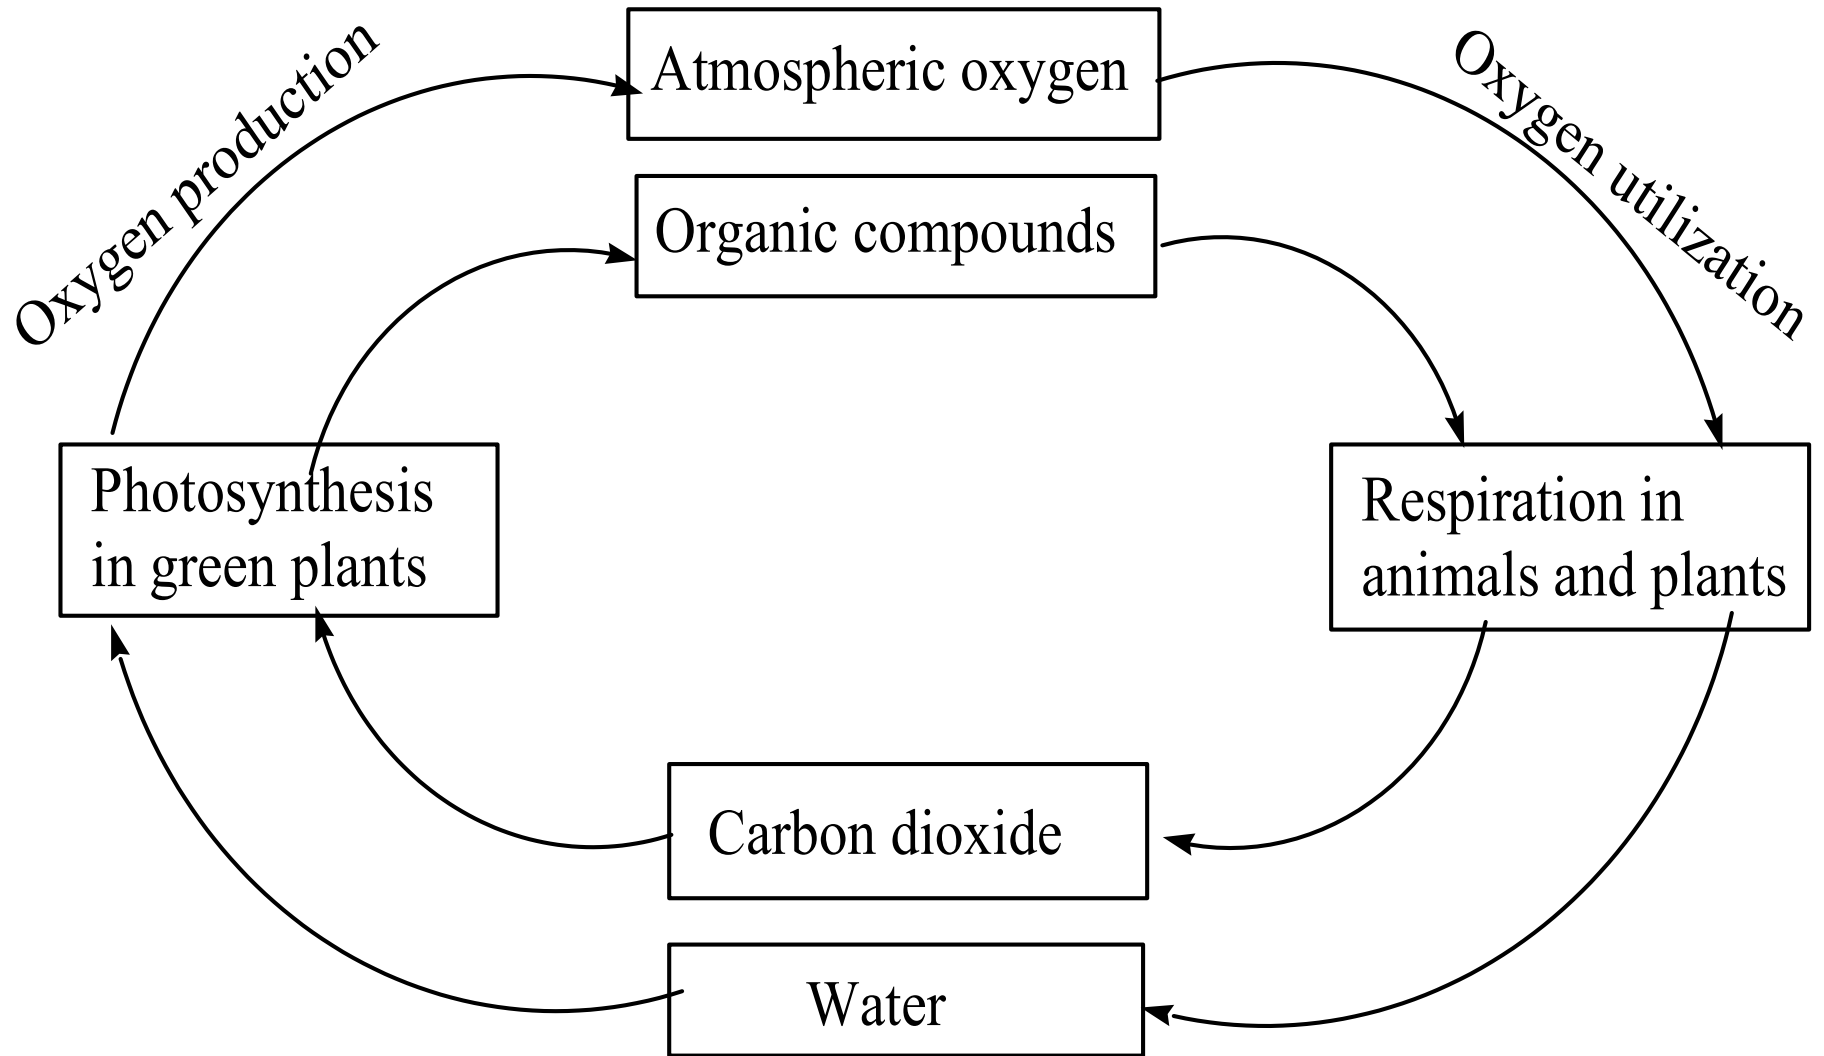 Oxygen production
Atmospheric oxygen
Oxygen utilization
Organic compounds
Photosynthesis
in green plants
Respiration in
animals and plants
Carbon dioxide
Water